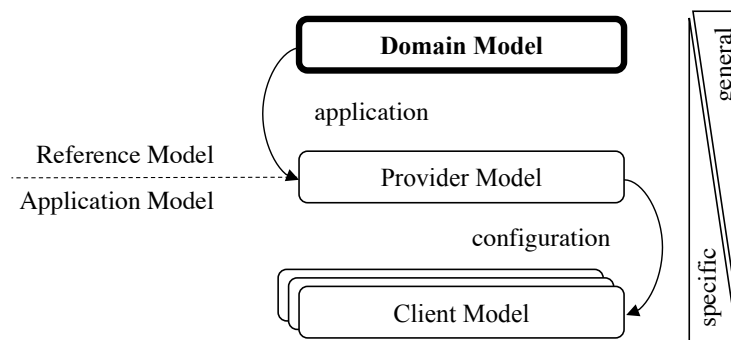 Domain Model
general
application
Reference Model
Provider Model
Application Model
configuration
specific
Client Model